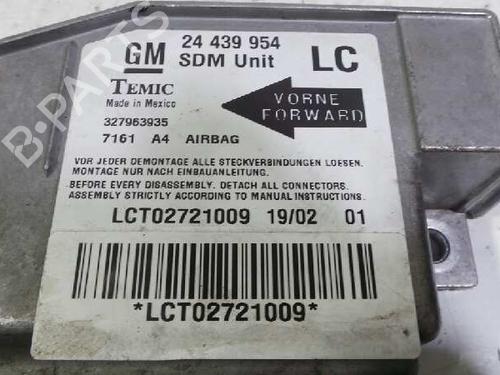 GM 24 439 954 LC
SDM Unit
TEMIC
Made in Mexico
VORNE
FORWARD
327963935
7161 A4 AIRBAG
VOR JEDER DEMONTAGE ALLE STECKVERBINDUNGEN LOESEN.
MONTAGE NUR NACH EINBAUANLEITUNG.
BEFORE EVERY DISASSEMBLY. DETACH ALL CONNECTORS.
ASSEMBLY STRICTLY ACCORDING TO MANUAL INSTRUCTIONS.
LCT02721009 19/02 01
*LCT02721009*
B-PARTS